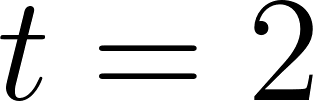 t = 2